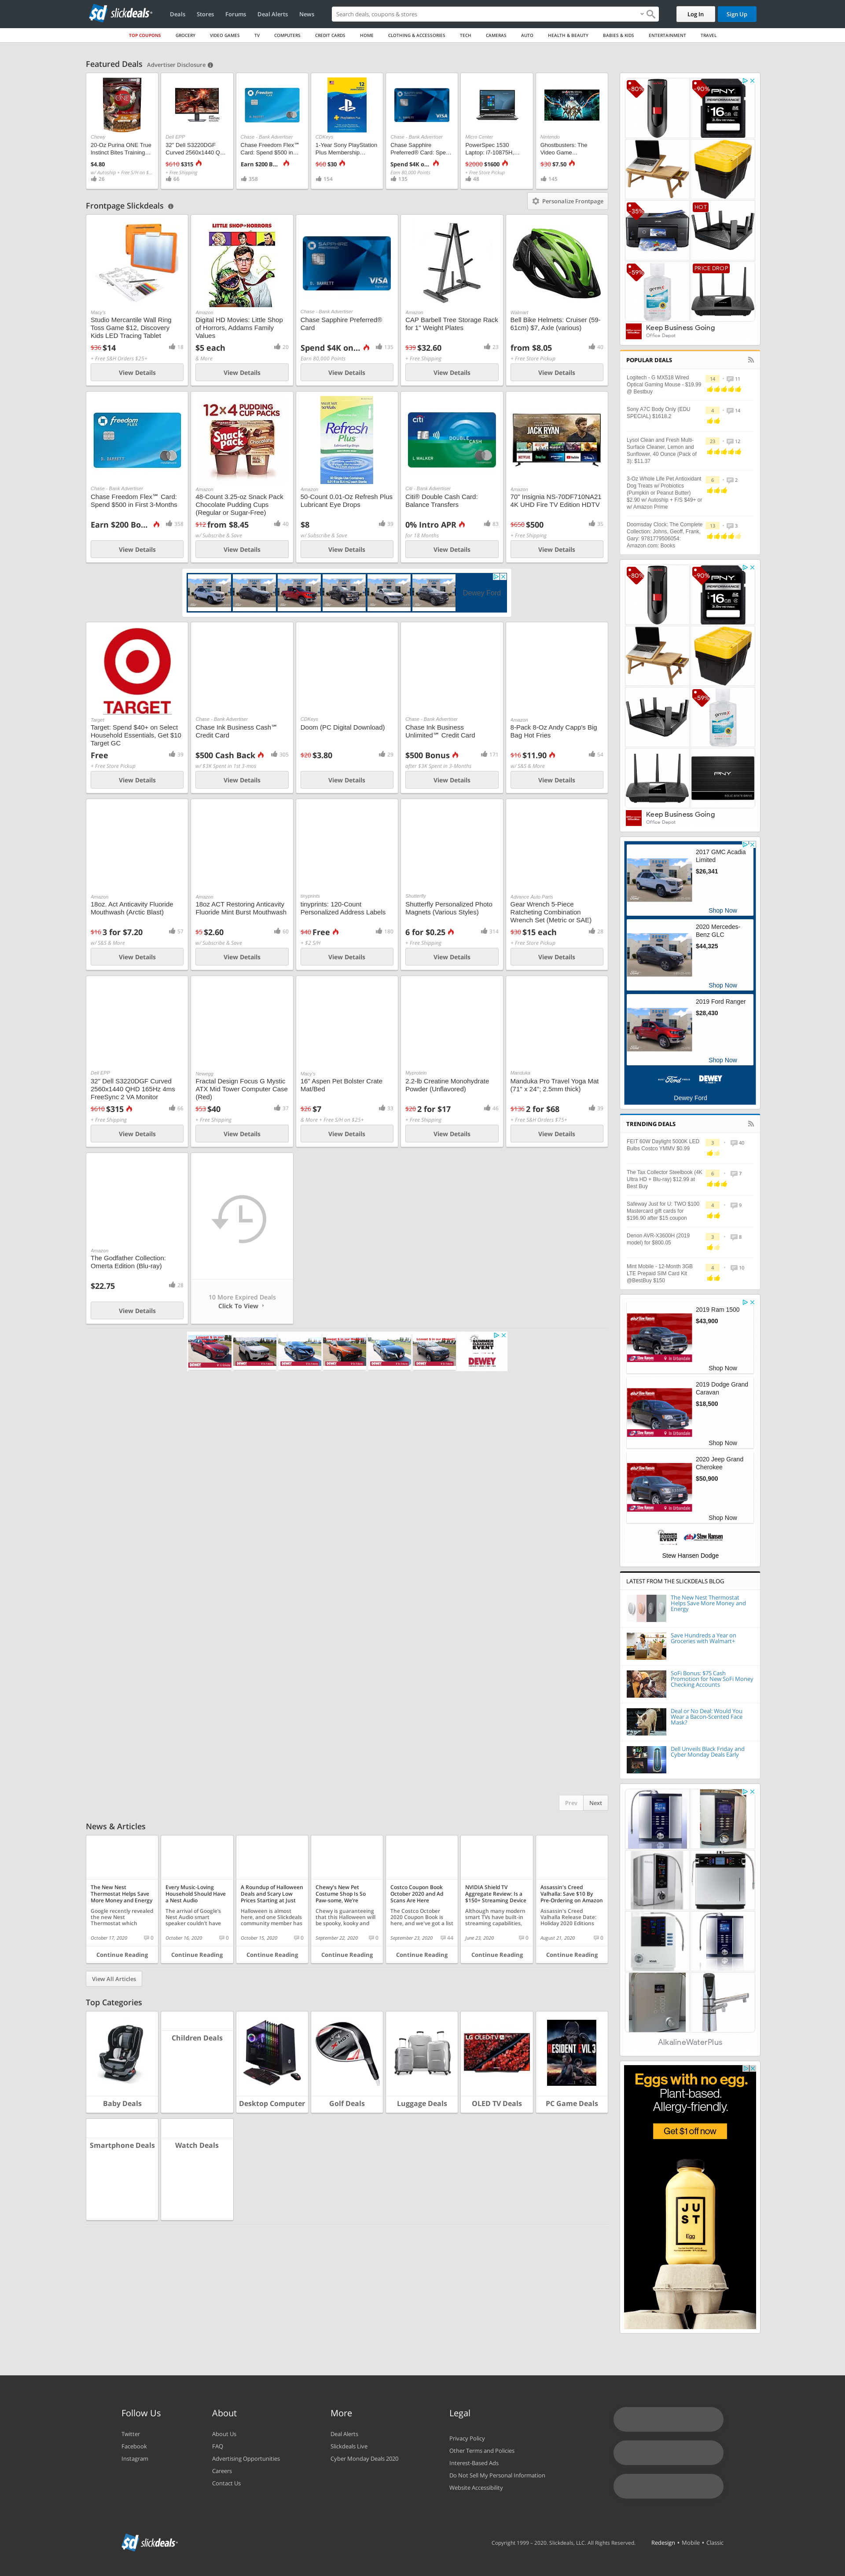 slickdeals
Deals
Stores
Forums
Deal Alerts
News
Search deals, coupons & stores
Log In
Sign Up
TOP COUPONS
GROCERY
VIDEO GAMES
TV
COMPUTERS
CREDIT CARDS
HOME
CLOTHING & ACCESSORIES
TECH
CAMERAS
AUTO
HEALTH & BEAUTY
BABIES & KIDS
ENTERTAINMENT
TRAVEL
Featured Deals
Advertiser Disclosure
Chewy
20-Oz Purina ONE True
Instinct Bites Training...
$4.80
26
Dell EPP
32" Dell S3220DGF
Curved 2560x1440 Q...
$610 $315
+ Free Shipping
66
Chase - Bank Advertiser
Chase Freedom Flex℠
Card: Spend $500 in...
Earn $200 B...
358
CDKeys
1-Year Sony PlayStation
Plus Membership...
$60 $30
154
Chase - Bank Advertiser
Chase Sapphire
Preferred® Card: Spe...
Spend $4K o...
Earn 80,000 Points
135
Micro Center
PowerSpec 1530
Laptop: i7-10875H,...
$2000 $1600
+ Free Store Pickup
48
Nintendo
Ghostbusters: The
Video Game...
$30 $7.50
145
Frontpage Slickdeals
Personalize Frontpage
Macy's
Studio Mercantile Wall Ring
Toss Game $12, Discovery
Kids LED Tracing Tablet
$36 $14
18
+ Free S&H Orders $25+
View Details
LITTLE SHOP OF HORRORS
Amazon
Digital HD Movies: Little Shop
of Horrors, Addams Family
Values
$5 each
20
& More
View Details
Chase - Bank Advertiser
Chase Sapphire Preferred®
Card
Spend $4K on...
135
Earn 80,000 Points
View Details
Amazon
CAP Barbell Tree Storage Rack
for 1" Weight Plates
$39 $32.60
23
+ Free Shipping
View Details
Walmart
Bell Bike Helmets: Cruiser (59-
61cm) $7, Axle (various)
from $8.05
40
+ Free Store Pickup
View Details
Chase - Bank Advertiser
Chase Freedom Flex℠ Card:
Spend $500 in First 3-Months
Earn $200 Bo...
358
View Details
12x4 PUDDING
CUP PACKS
Amazon
48-Count 3.25-oz Snack Pack
Chocolate Pudding Cups
(Regular or Sugar-Free)
$12 from $8.45
40
w/ Subscribe & Save
View Details
Refresh
Plus
Amazon
50-Count 0.01-Oz Refresh Plus
Lubricant Eye Drops
$8
39
w/ Subscribe & Save
View Details
Citi - Bank Advertiser
Citi® Double Cash Card:
Balance Transfers
0% Intro APR
83
for 18 Months
View Details
JACK RYAN
Amazon
70" Insignia NS-70DF710NA21
4K UHD Fire TV Edition HDTV
$650 $500
35
+ Free Shipping
View Details
Dewey Ford
TARGET
Target
Target: Spend $40+ on Select
Household Essentials, Get $10
Target GC
Free
39
+ Free Store Pickup
View Details
Chase - Bank Advertiser
Chase Ink Business Cash℠
Credit Card
$500 Cash Back
305
w/ $3K Spent in 1st 3-mos
View Details
CDKeys
Doom (PC Digital Download)
$20 $3.80
29
View Details
Chase - Bank Advertiser
Chase Ink Business
Unlimited℠ Credit Card
$500 Bonus
171
after $3K Spent in 3-Months
View Details
Amazon
8-Pack 8-Oz Andy Capp's Big
Bag Hot Fries
$16 $11.90
54
w/ S&S & More
View Details
Amazon
18oz. Act Anticavity Fluoride
Mouthwash (Arctic Blast)
$16 3 for $7.20
57
w/ S&S & More
View Details
Amazon
18oz ACT Restoring Anticavity
Fluoride Mint Burst Mouthwash
$5 $2.60
60
w/ Subscribe & Save
View Details
tinyprints
tinyprints: 120-Count
Personalized Address Labels
$40 Free
180
+ $2 S/H
View Details
Shutterfly
Shutterfly Personalized Photo
Magnets (Various Styles)
6 for $0.25
314
+ Free Shipping
View Details
Advance Auto Parts
Gear Wrench 5-Piece
Ratcheting Combination
Wrench Set (Metric or SAE)
$30 $15 each
28
+ Free Store Pickup
View Details
Dell EPP
32" Dell S3220DGF Curved
2560x1440 QHD 165Hz 4ms
FreeSync 2 VA Monitor
$610 $315
66
+ Free Shipping
View Details
Newegg
Fractal Design Focus G Mystic
ATX Mid Tower Computer Case
(Red)
$53 $40
37
+ Free Shipping
View Details
Macy's
16" Aspen Pet Bolster Crate
Mat/Bed
$26 $7
33
& More + Free S/H on $25+
View Details
Myprotein
2.2-lb Creatine Monohydrate
Powder (Unflavored)
$20 2 for $17
46
+ Free Shipping
View Details
Manduka
Manduka Pro Travel Yoga Mat
(71" x 24"; 2.5mm thick)
$136 2 for $68
39
+ Free S&H Orders $75+
View Details
Amazon
The Godfather Collection:
Omerta Edition (Blu-ray)
$22.75
28
View Details
10 More Expired Deals
Click To View
DEWEY
Prev
Next
News & Articles
The New Nest
Thermostat Helps Save
More Money and Energy
Google recently revealed
the new Nest
Thermostat which
October 17, 2020
0
Continue Reading
Every Music-Loving
Household Should Have
a Nest Audio
The arrival of Google's
Nest Audio smart
speaker couldn't have
October 16, 2020
0
Continue Reading
A Roundup of Halloween
Deals and Scary Low
Prices Starting at Just
Halloween is almost
here, and one Slickdeals
community member has
October 15, 2020
0
Continue Reading
Chewy's New Pet
Costume Shop Is So
Paw-some, We're
Chewy is guaranteeing
that this Halloween will
be spooky, kooky and
September 22, 2020
0
Continue Reading
Costco Coupon Book
October 2020 and Ad
Scans Are Here
The Costco October
2020 Coupon Book is
here, and we've got a list
September 23, 2020
44
Continue Reading
NVIDIA Shield TV
Aggregate Review: Is a
$150+ Streaming Device
Although many modern
smart TVs have built-in
streaming capabilities,
June 23, 2020
0
Continue Reading
Assassin's Creed
Valhalla: Save $10 By
Pre-Ordering on Amazon
Assassin's Creed
Valhalla Release Date:
Holiday 2020 Editions
August 21, 2020
0
Continue Reading
View All Articles
Top Categories
Baby Deals
Children Deals
Desktop Computer
Golf Deals
Luggage Deals
LG OLED TV
OLED TV Deals
RESIDENT EVIL 3
PC Game Deals
Smartphone Deals
Watch Deals
-80%
-90%
-35%
HOT
-59%
PRICE DROP
Keep Business Going
Office Depot
POPULAR DEALS
Logitech - G MX518 Wired
Optical Gaming Mouse - $19.99
@ Bestbuy
14
11
Sony A7C Body Only (EDU
SPECIAL) $1618.2
4
14
Lysol Clean and Fresh Multi-
Surface Cleaner, Lemon and
Sunflower, 40 Ounce (Pack of
3): $11.37
23
12
3-Oz Whole Life Pet Antioxidant
Dog Treats w/ Probiotics
(Pumpkin or Peanut Butter)
$2.90 w/ Autoship + F/S $49+ or
w/ Amazon Prime
6
2
Doomsday Clock: The Complete
Collection: Johns, Geoff, Frank,
Gary: 9781779506054:
Amazon.com: Books
13
3
-80%
-90%
-59%
PNY
Keep Business Going
Office Depot
2017 GMC Acadia
Limited
$26,341
Shop Now
2020 Mercedes-
Benz GLC
$44,325
Shop Now
2019 Ford Ranger
$28,430
Shop Now
Ford
DEWEY
Dewey Ford
TRENDING DEALS
FEIT 60W Daylight 5000K LED
Bulbs Costco YMMV $0.99
3
40
The Tax Collector Steelbook (4K
Ultra HD + Blu-ray) $12.99 at
Best Buy
6
7
Safeway Just for U: TWO $100
Mastercard gift cards for
$196.90 after $15 coupon
4
9
Denon AVR-X3600H (2019
model) for $800.05
3
8
Mint Mobile - 12-Month 3GB
LTE Prepaid SIM Card Kit
@BestBuy $150
4
10
2019 Ram 1500
$43,900
Shop Now
2019 Dodge Grand
Caravan
$18,500
Shop Now
2020 Jeep Grand
Cherokee
$50,900
Shop Now
Stew Hansen
Stew Hansen Dodge
LATEST FROM THE SLICKDEALS BLOG
The New Nest Thermostat
Helps Save More Money and
Energy
Save Hundreds a Year on
Groceries with Walmart+
SoFi Bonus: $75 Cash
Promotion for New SoFi Money
Checking Accounts
Deal or No Deal: Would You
Wear a Bacon-Scented Face
Mask?
Dell Unveils Black Friday and
Cyber Monday Deals Early
AlkalineWaterPlus
Eggs with no egg.
Plant-based.
Allergy-friendly.
Get $1 off now
JUST
Egg
Follow Us
Twitter
Facebook
Instagram
About
About Us
FAQ
Advertising Opportunities
Careers
Contact Us
More
Deal Alerts
Slickdeals Live
Cyber Monday Deals 2020
Legal
Privacy Policy
Other Terms and Policies
Interest-Based Ads
Do Not Sell My Personal Information
Website Accessibility
slickdeals
Copyright 1999 – 2020. Slickdeals, LLC. All Rights Reserved.
Redesign • Mobile • Classic